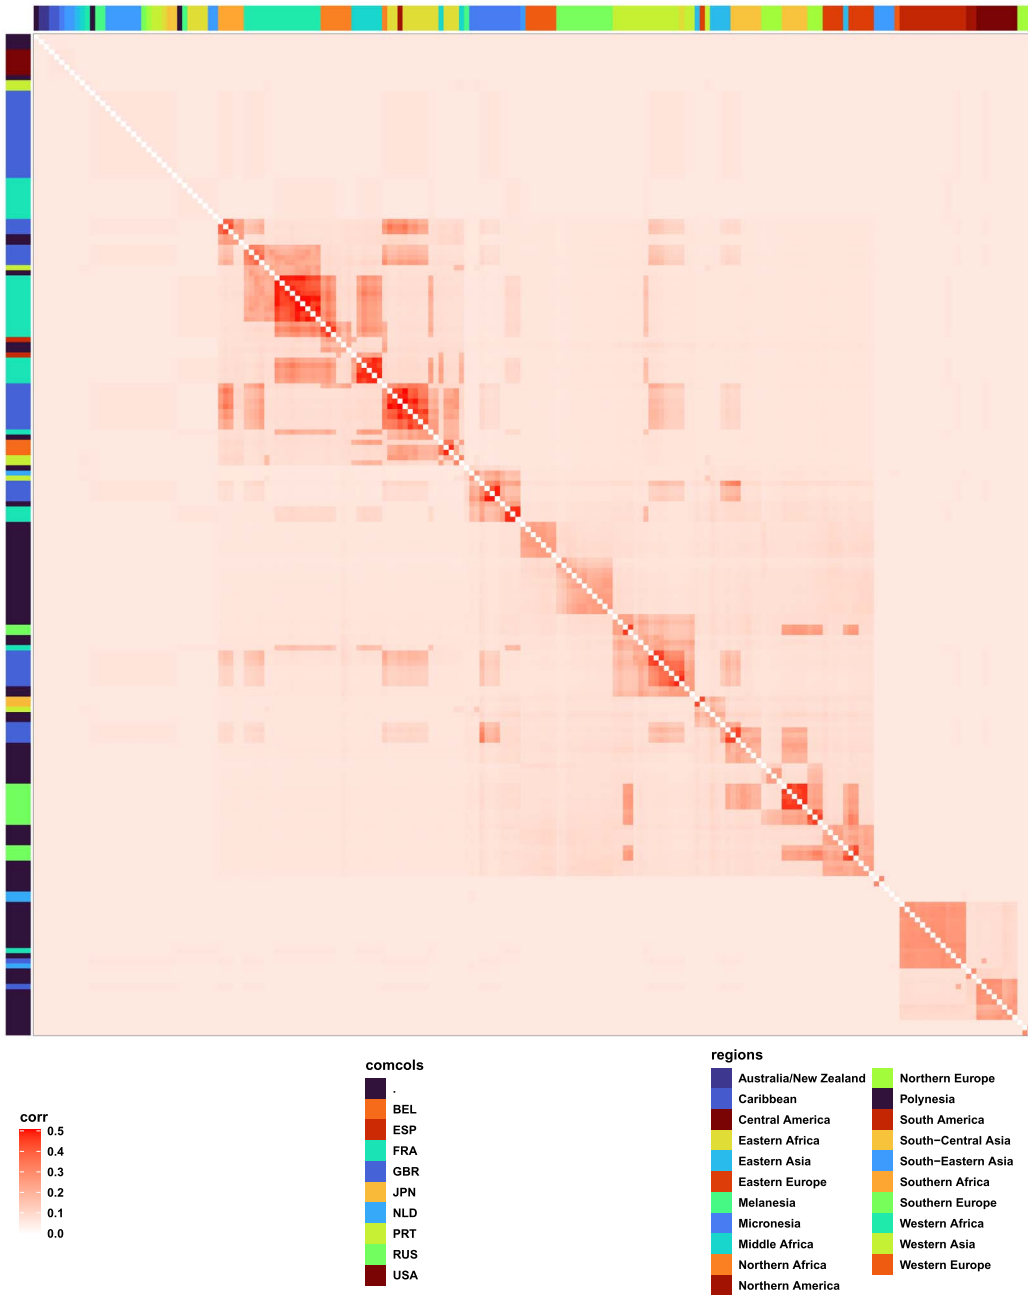 corr
0.5
0.4
0.3
0.2
0.1
0.0
comcols
.
BEL
ESP
FRA
GBR
JPN
NLD
PRT
RUS
USA
regions
Australia/New Zealand
Caribbean
Central America
Eastern Africa
Eastern Asia
Eastern Europe
Melanesia
Micronesia
Middle Africa
Northern Africa
Northern America
Northern Europe
Polynesia
South America
South−Central Asia
South−Eastern Asia
Southern Africa
Southern Europe
Western Africa
Western Asia
Western Europe